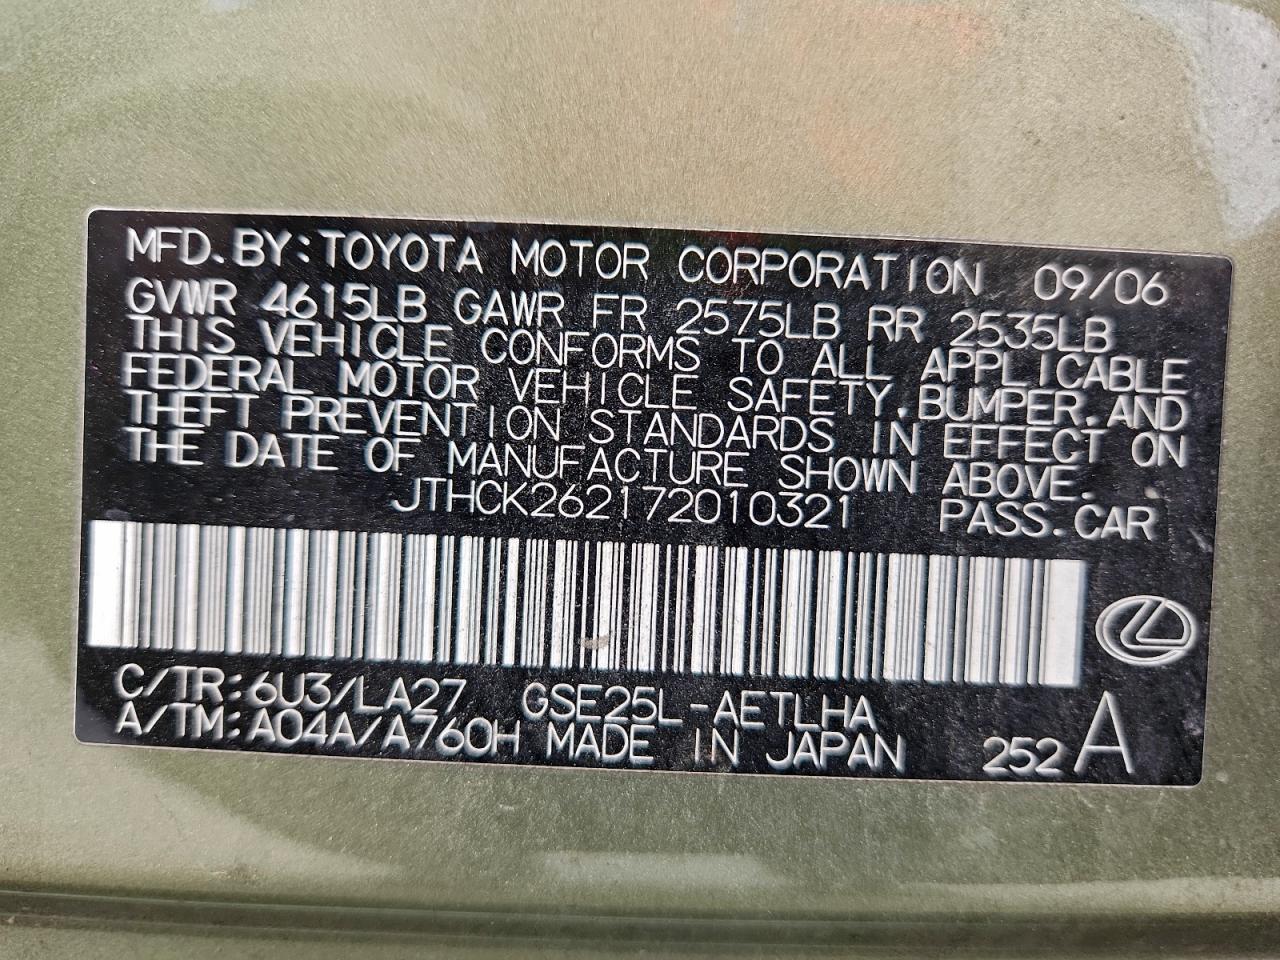 MFD. BY: TOYOTA MOTOR CORPORATION 09/06
GVWR 4615LB GAWR FR 2575LB RR 2535LB
THIS VEHICLE CONFORMS TO ALL APPLICABLE
FEDERAL MOTOR VEHICLE SAFETY, BUMPER, AND
THEFT PREVENTION STANDARDS IN EFFECT ON
THE DATE OF MANUFACTURE SHOWN ABOVE.
JTHCK262172010321 PASS. CAR
C/TR: 6U3/LA27 GSE25L-AETLHA
A/TM: A04A/A760H MADE IN JAPAN 252 A